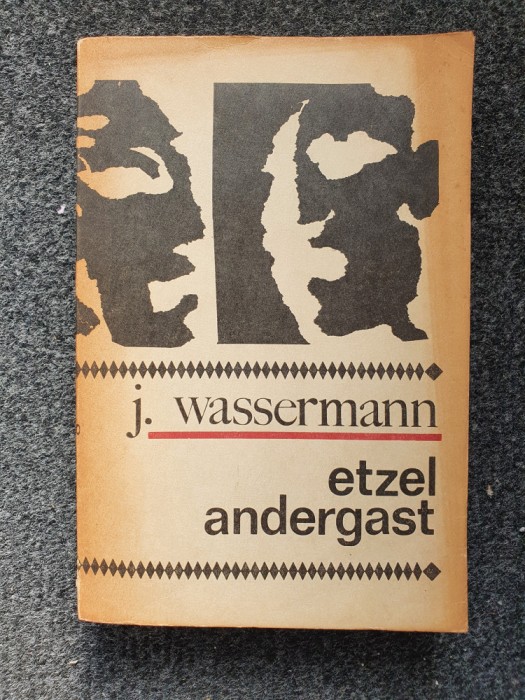 j. wassermann
etzel
andergast